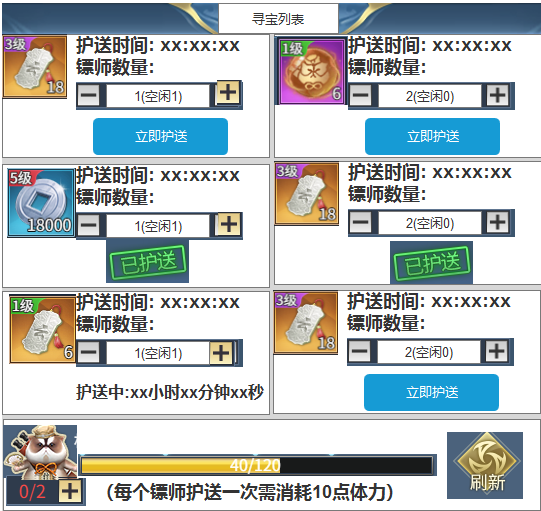 寻宝列表
3级
18
护送时间: xx:xx:xx
镖师数量:
1(空闲1)
立即护送
1级
6
护送时间: xx:xx:xx
镖师数量:
2(空闲0)
立即护送
5级
18000
护送时间: xx:xx:xx
镖师数量:
1(空闲1)
已护送
3级
18
护送时间: xx:xx:xx
镖师数量:
2(空闲0)
已护送
1级
6
护送时间: xx:xx:xx
镖师数量:
1(空闲1)
护送中:xx小时xx分钟xx秒
3级
18
护送时间: xx:xx:xx
镖师数量:
2(空闲0)
立即护送
40/120
0/2
（每个镖师护送一次需消耗10点体力）
刷新